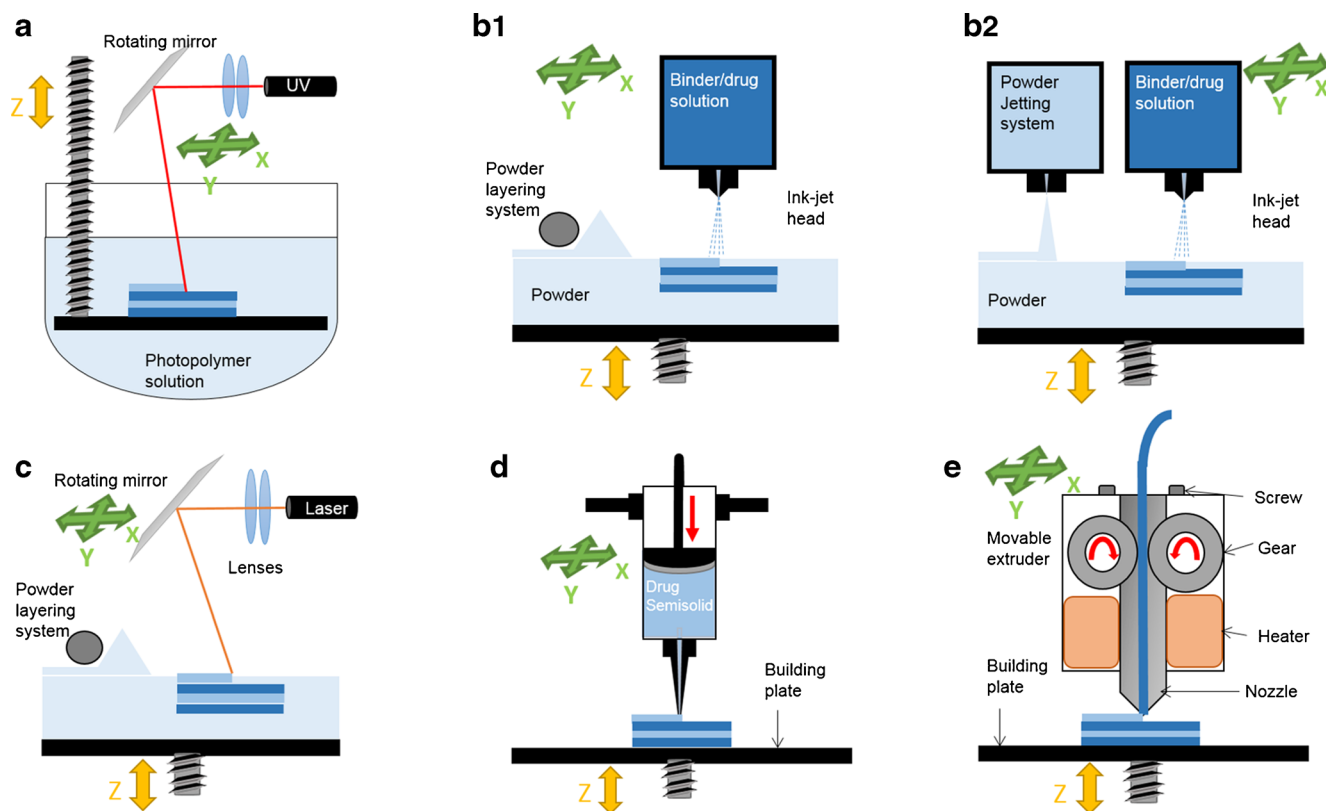 a
Rotating mirror
UV
Z
X
Y
Photopolymer
solution
b1
X
Y
Binder/drug
solution
Powder
layering
system
Ink-jet
head
Powder
Z
b2
Powder
Jetting
system
Binder/drug
solution
X
Y
Ink-jet
head
Powder
Z
c
Rotating mirror
X
Y
Laser
Lenses
Powder
layering
system
Z
d
X
Y
Drug
Semisolid
Building
plate
Z
e
X
Y
Screw
Movable
extruder
Gear
Heater
Building
plate
Nozzle
Z